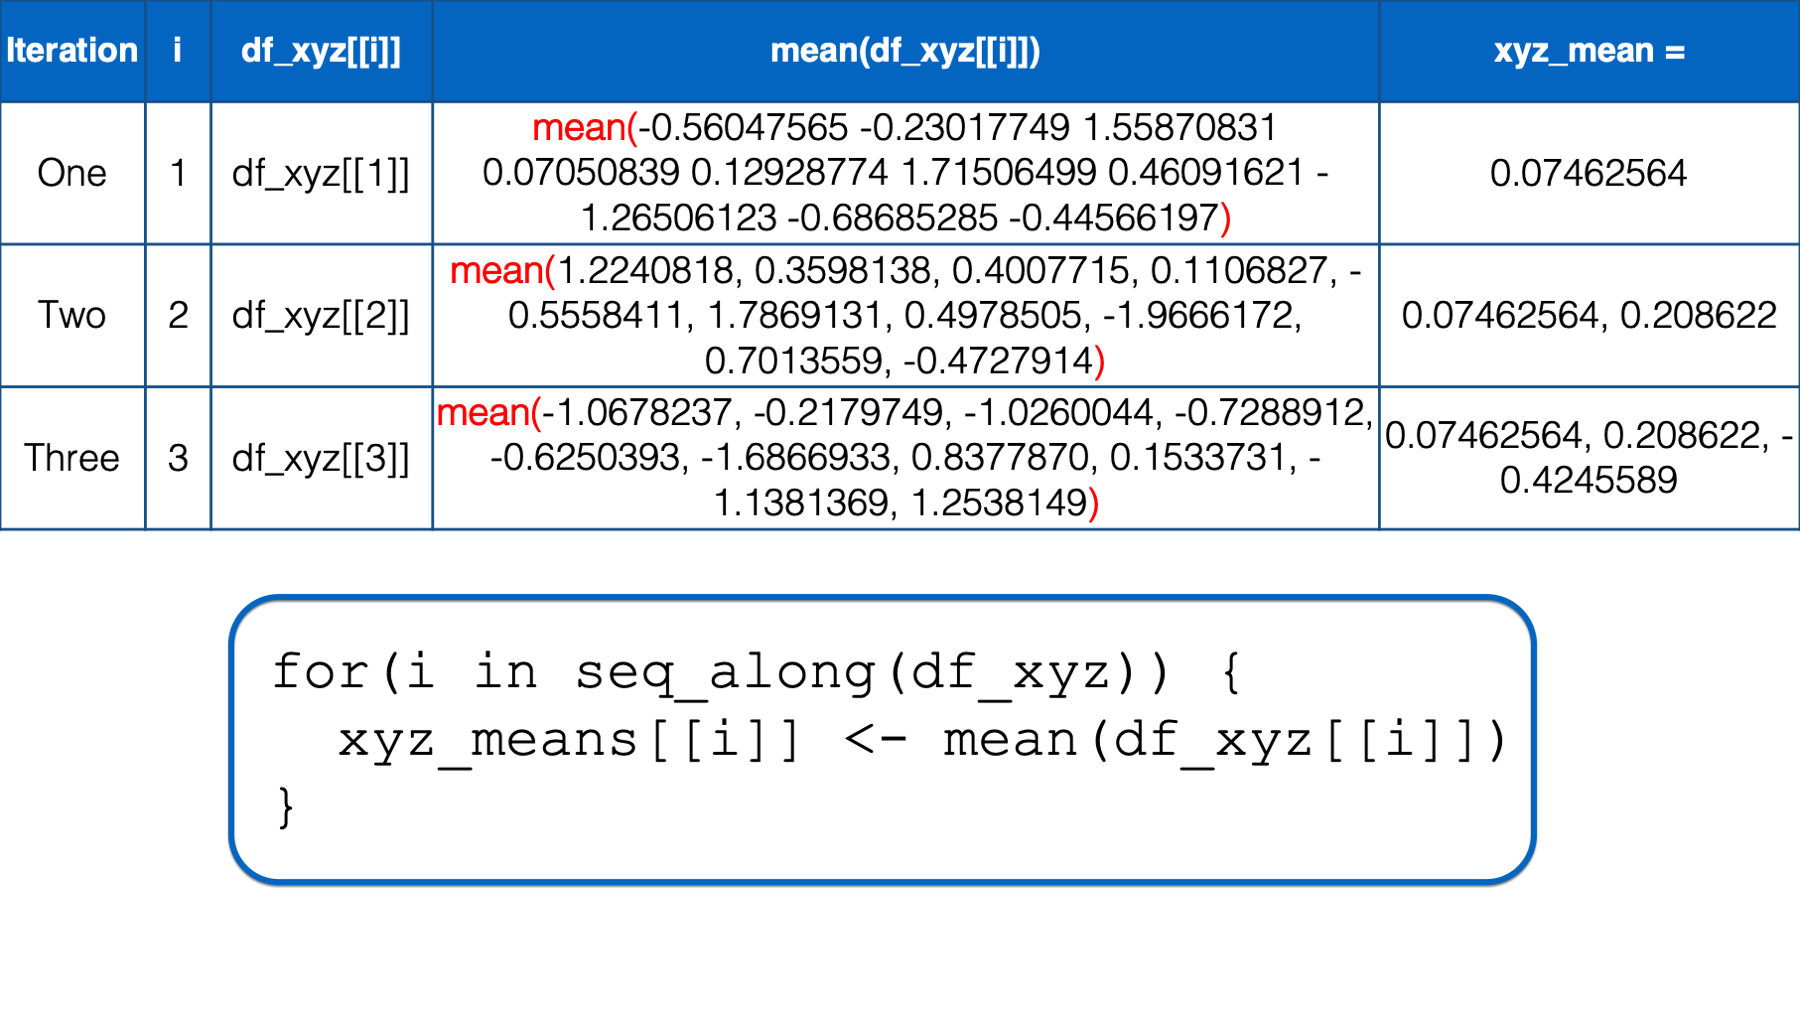 Iteration i df_xyz[[i]] mean(df_xyz[[i]]) xyz_mean =
One 1 df_xyz[[1]] mean(-0.56047565 -0.23017749 1.55870831
0.07050839 0.12928774 1.71506499 0.46091621 -
1.26506123 -0.68685285 -0.44566197)
0.07462564
Two 2 df_xyz[[2]] mean(1.2240818, 0.3598138, 0.4007715, 0.1106827, -
0.5558411, 1.7869131, 0.4978505, -1.9666172,
0.7013559, -0.4727914)
0.07462564, 0.208622
Three 3 df_xyz[[3]] mean(-1.0678237, -0.2179749, -1.0260044, -0.7288912,
-0.6250393, -1.6866933, 0.8377870, 0.1533731, -
1.1381369, 1.2538149)
0.07462564, 0.208622, -
0.4245589
for(i in seq_along(df_xyz)) {
  xyz_means[[i]] <- mean(df_xyz[[i]])
}